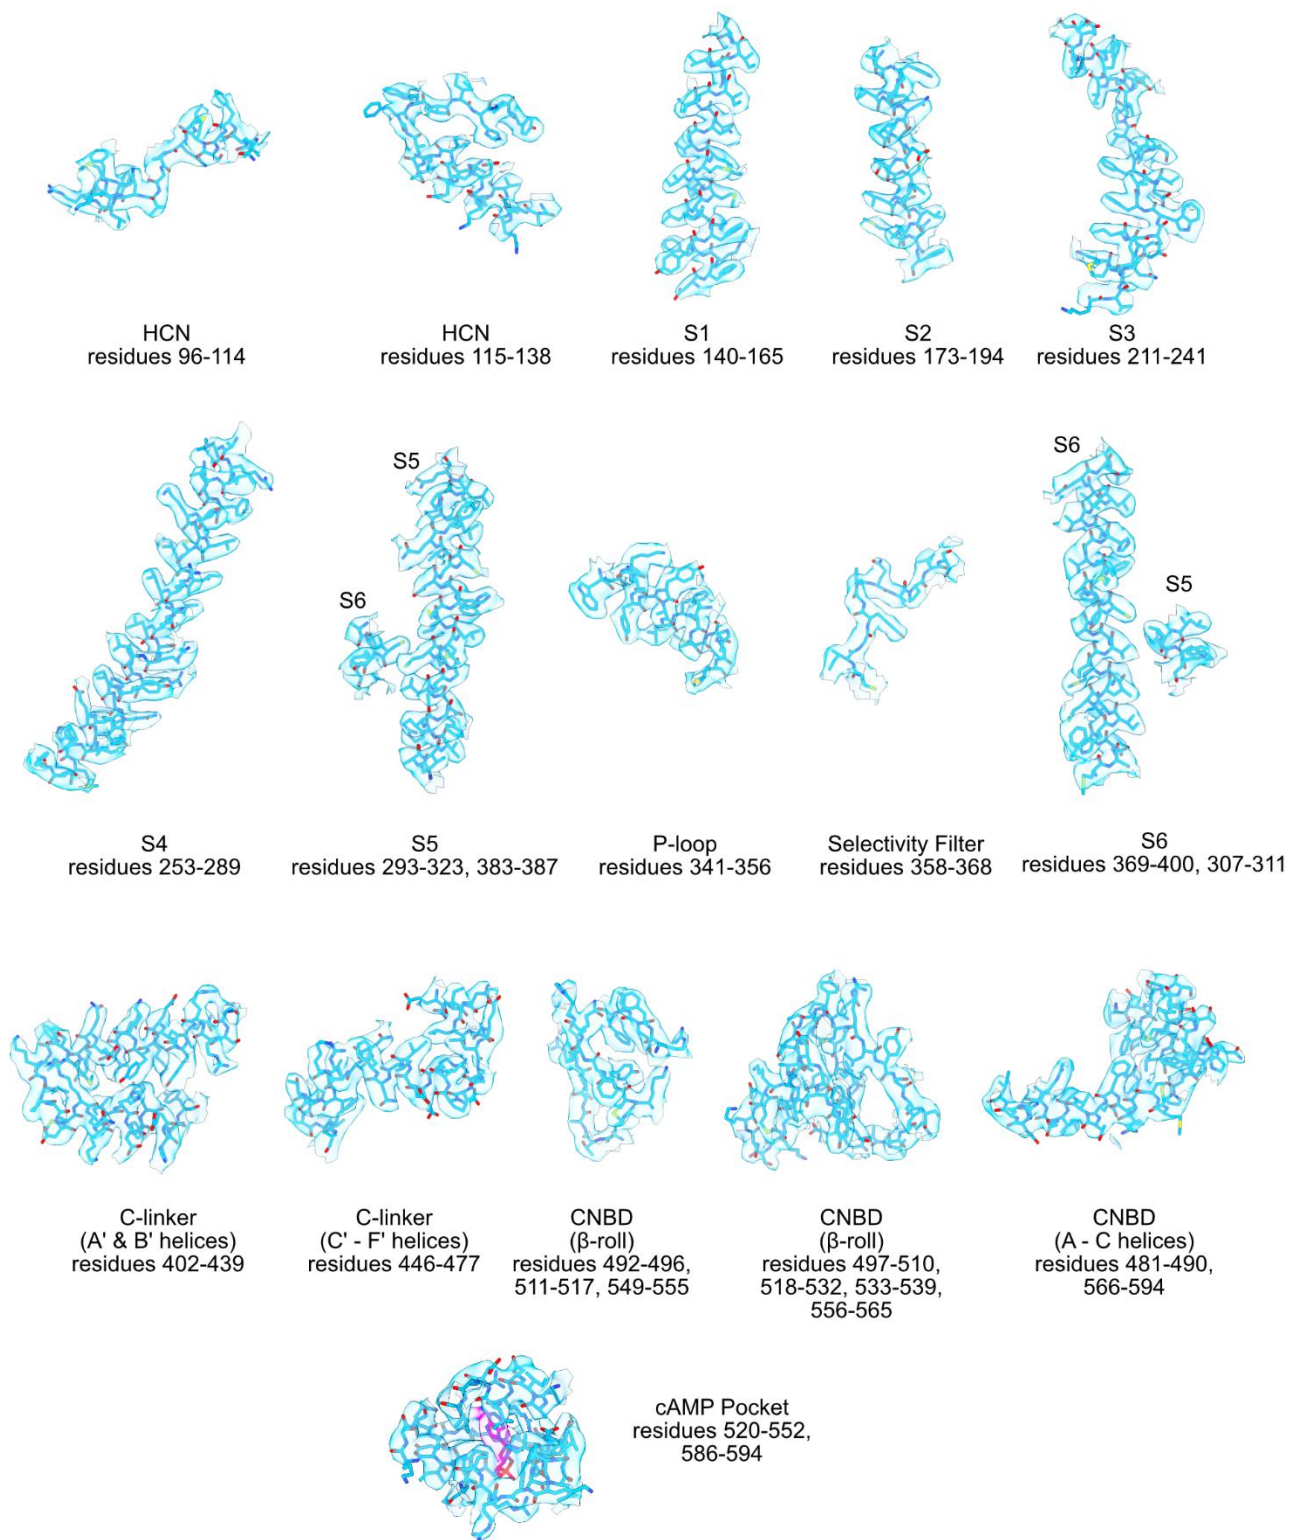 HCN
residues 96-114
HCN
residues 115-138
S1
residues 140-165
S2
residues 173-194
S3
residues 211-241
S4
residues 253-289
S5
S6
S5
residues 293-323, 383-387
P-loop
residues 341-356
Selectivity Filter
residues 358-368
S6
S5
S6
residues 369-400, 307-311
C-linker
(A' & B' helices)
residues 402-439
C-linker
(C' - F' helices)
residues 446-477
CNBD
(β-roll)
residues 492-496,
511-517, 549-555
CNBD
(β-roll)
residues 497-510,
518-532, 533-539,
556-565
CNBD
(A - C helices)
residues 481-490,
566-594
cAMP Pocket
residues 520-552,
586-594